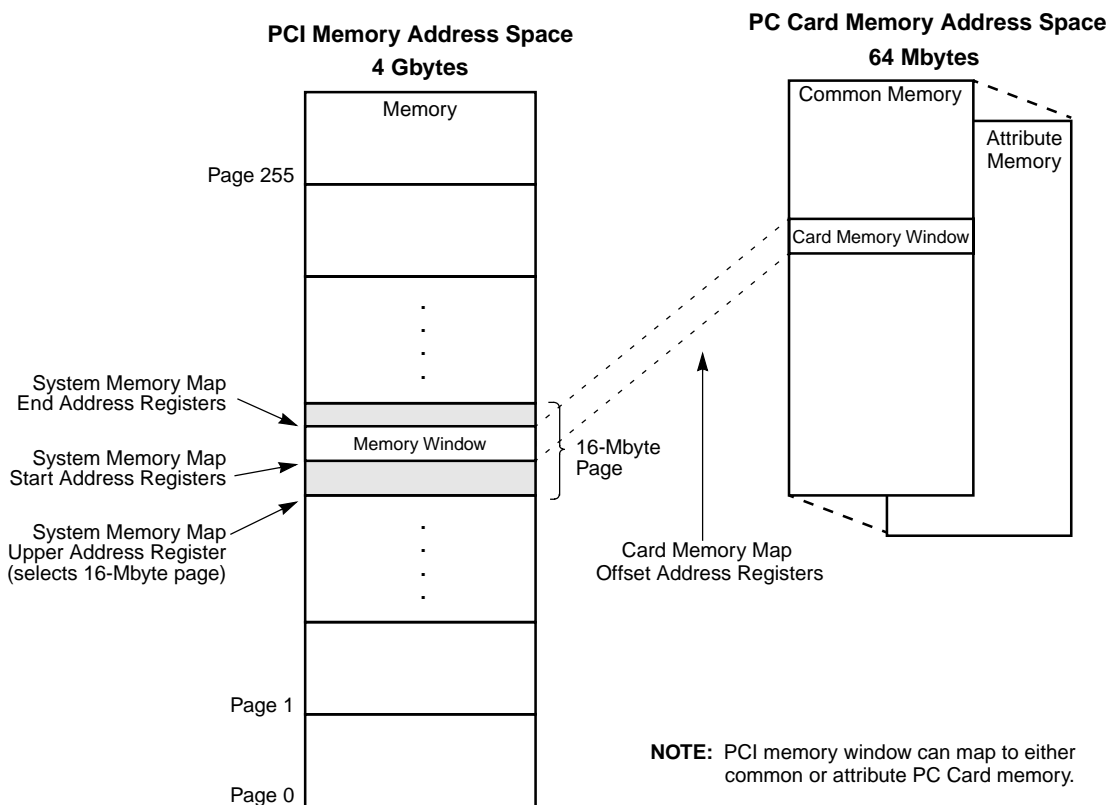 PCI Memory Address Space
4 Gbytes
PC Card Memory Address Space
64 Mbytes
Memory
Common Memory
Attribute
Memory
Page 255
Card Memory Window
System Memory Map
End Address Registers
Memory Window
16-Mbyte
Page
System Memory Map
Start Address Registers
System Memory Map
Upper Address Register
(selects 16-Mbyte page)
Card Memory Map
Offset Address Registers
Page 1
Page 0
NOTE: PCI memory window can map to either
common or attribute PC Card memory.